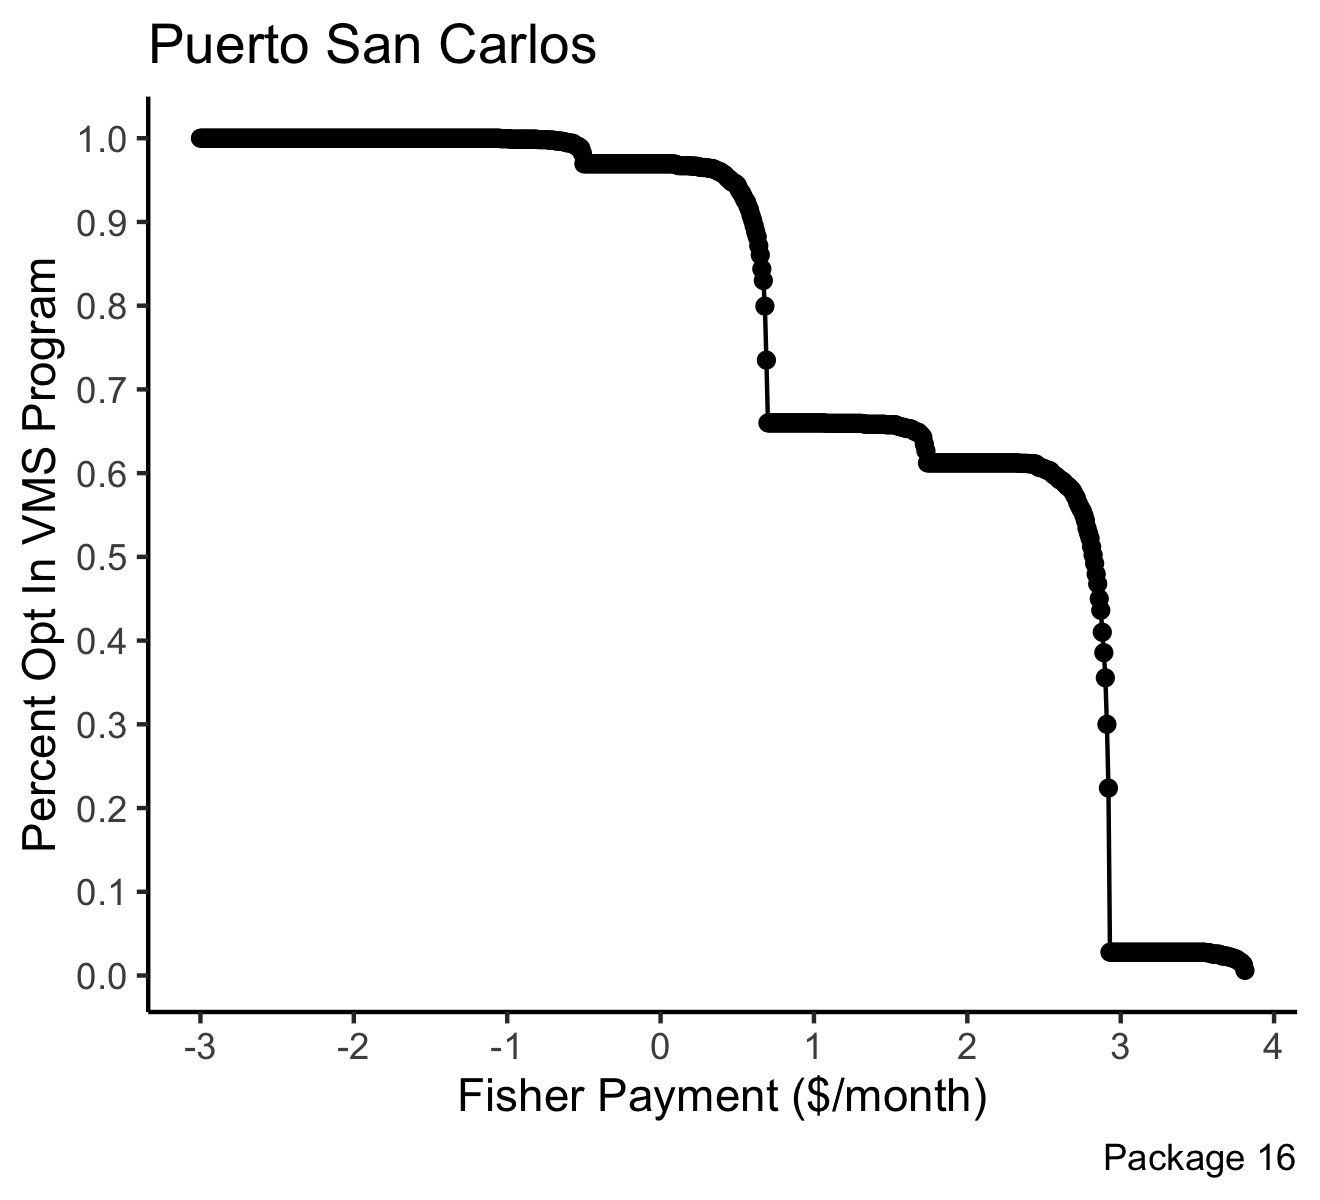 Puerto San Carlos
Percent Opt In VMS Program
1.0
0.9
0.8
0.7
0.6
0.5
0.4
0.3
0.2
0.1
0.0
-3 -2 -1 0 1 2 3 4
Fisher Payment ($/month)
Package 16